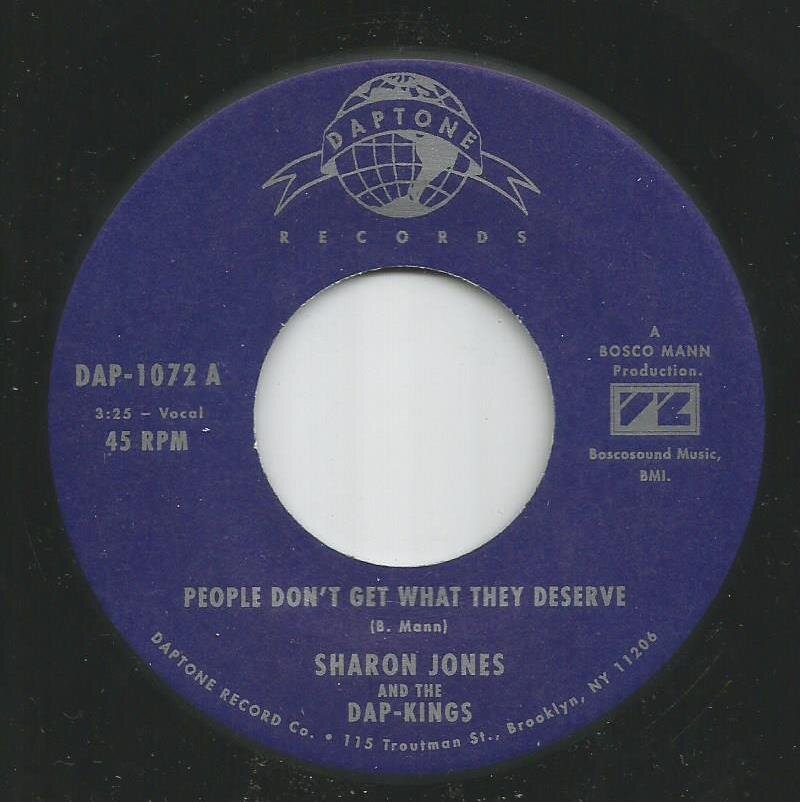 DAPTONE
RECORDS
DAP-1072 A
3:25 – Vocal
45 RPM
A
BOSCO MANN
Production.
Boscosound Music,
BMI.
PEOPLE DON'T GET WHAT THEY DESERVE
(B. Mann)
SHARON JONES
AND THE
DAP-KINGS
DAPTONE RECORD Co. • 115 Troutman St., Brooklyn, NY 11206